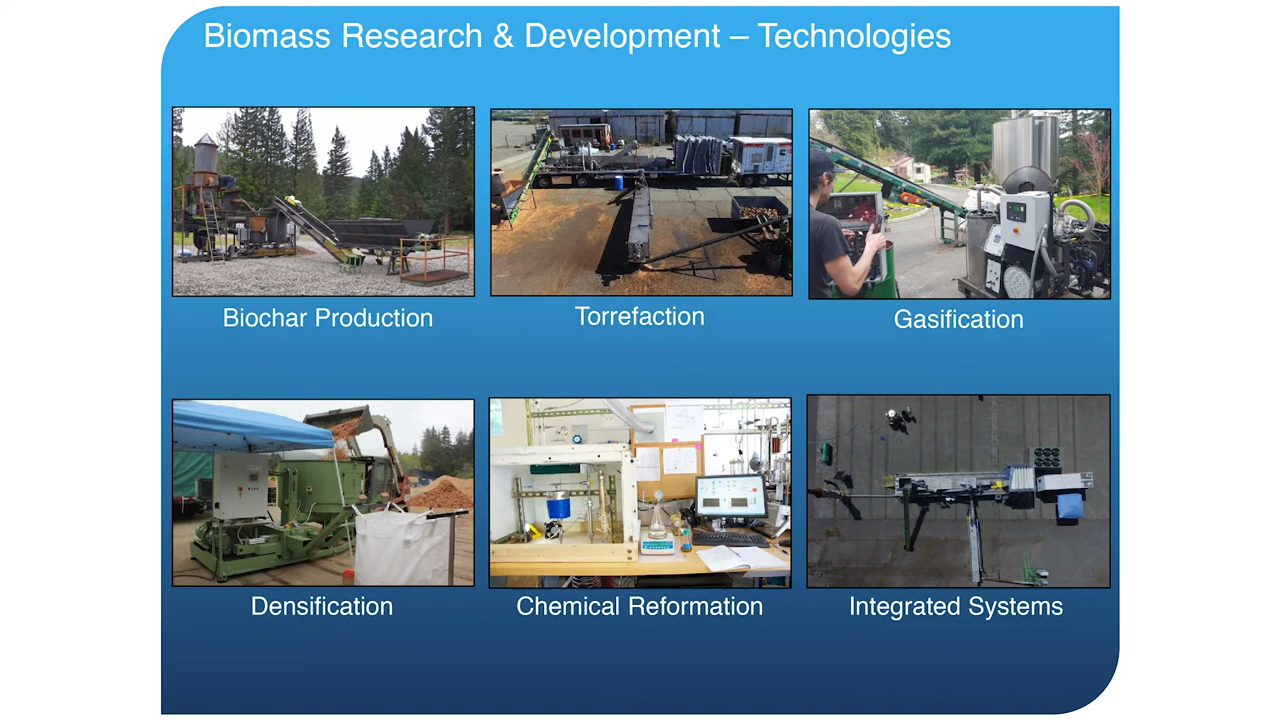 Biomass Research & Development – Technologies
Biochar Production
Torrefaction
Gasification
Densification
Chemical Reformation
Integrated Systems